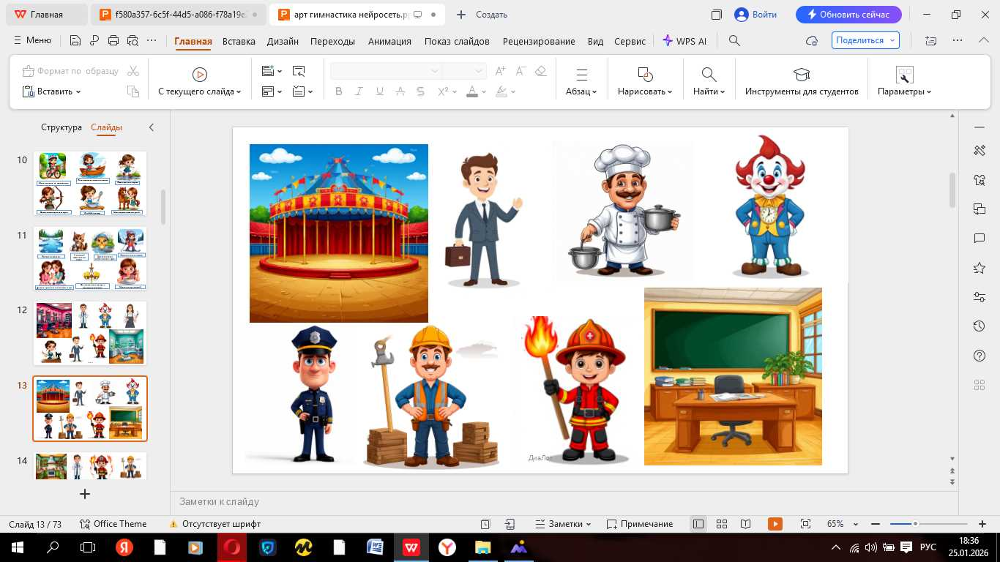 Главная
f580a357-6c5f-44d5-a086-f78a19e
арт гимнастика нейросеть.pp
Создать
Войти
Обновить сейчас
Меню
Главная
Вставка
Дизайн
Переходы
Анимация
Показ слайдов
Рецензирование
Вид
Сервис
WPS AI
Поделиться
Формат по образцу
Вставить
С текущего слайда
Абзац
Нарисовать
Найти
Инструменты для студентов
Параметры
Структура
Слайды
10
11
12
13
14
ДиаЛог
Заметки к слайду
Слайд 13 / 73
Office Theme
Отсутствует шрифт
Заметки
Примечание
65%
РУС
18:36
25.01.2026